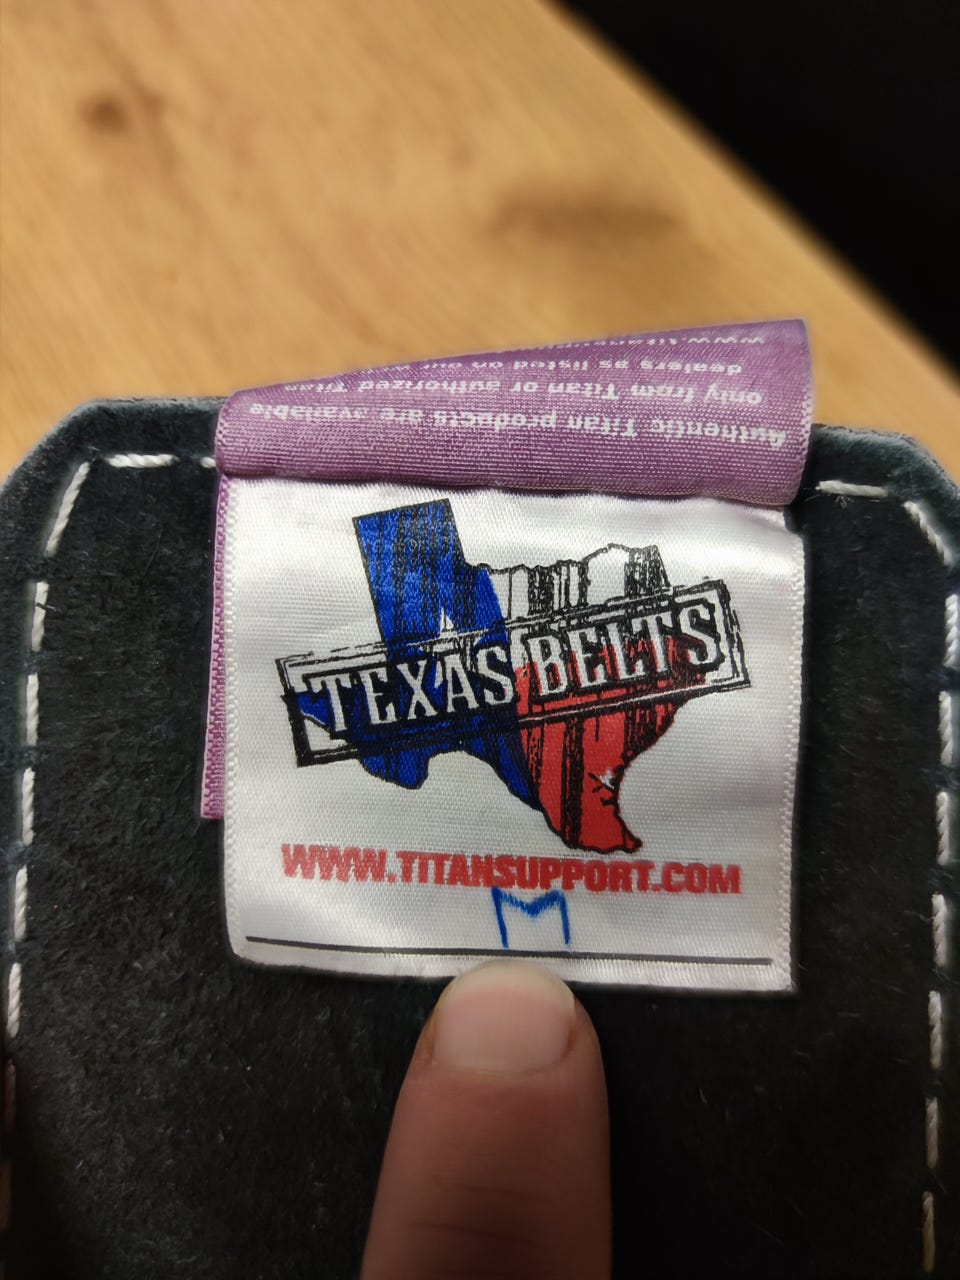 Authentic Titan products are available
only from Titan or authorized Titan
dealers as listed on our
TEXAS BELTS
WWW.TITANSUPPORT.COM
M